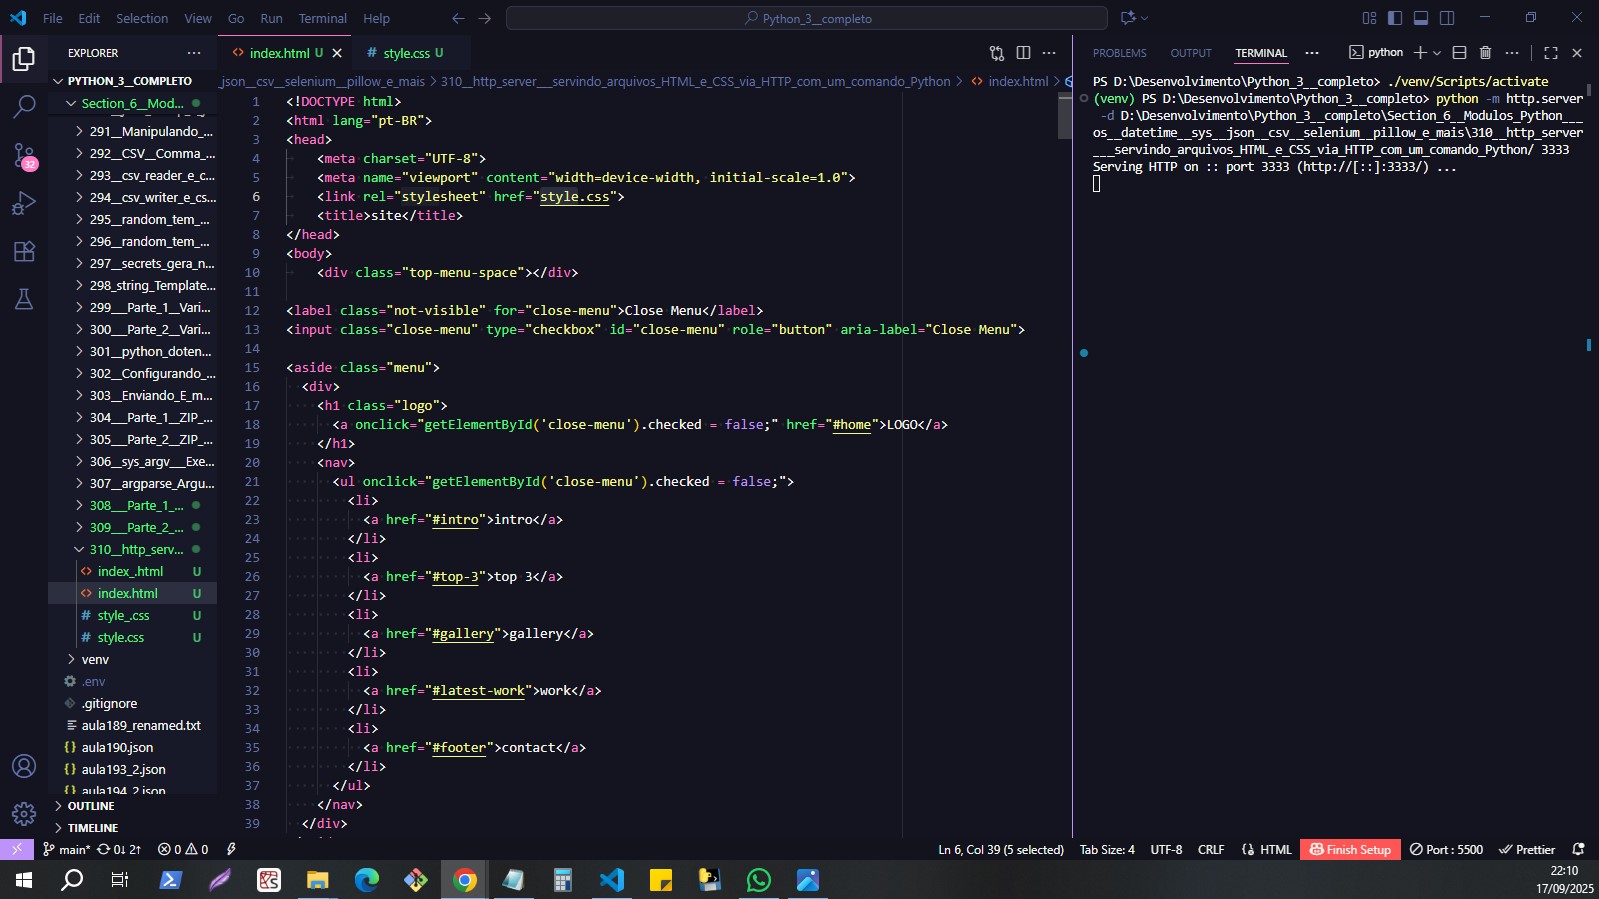 File Edit Selection View Go Run Terminal Help
Python_3__completo
EXPLORER
PYTHON_3__COMPLETO
Section_6__Mod...
291__Manipulando_...
292__CSV__Comma_...
293__csv_reader_e_c...
294__csv_writer_e_cs...
295__random_tem_...
296__random_tem_...
297__secrets_gera_n...
298_string_Template...
299___Parte_1__Vari...
300___Parte_2__Vari...
301__python_doten...
302__Configurando_...
303__Enviando_E_m...
304___Parte_1__ZIP_...
305___Parte_2__ZIP_...
306__sys_argv___Exe...
307__argparse_Argu...
308___Parte_1_...
309___Parte_2_...
310__http_serv...
index_.html U
index.html U
style_.css U
style.css U
venv
.env
.gitignore
aula189_renamed.txt
aula190.json
aula193_2.json
aula194_2.json
OUTLINE
TIMELINE
32
index.html U
style.css U
_json__csv__selenium__pillow_e_mais > 310__http_server___servindo_arquivos_HTML_e_CSS_via_HTTP_com_um_comando_Python > index.html >
1 <!DOCTYPE html>
2 <html lang="pt-BR">
3 <head>
4 <meta charset="UTF-8">
5 <meta name="viewport" content="width=device-width, initial-scale=1.0">
6 <link rel="stylesheet" href="style.css">
7 <title>site</title>
8 </head>
9 <body>
10 <div class="top-menu-space"></div>
11
12 <label class="not-visible" for="close-menu">Close Menu</label>
13 <input class="close-menu" type="checkbox" id="close-menu" role="button" aria-label="Close Menu">
14
15 <aside class="menu">
16 <div>
17 <h1 class="logo">
18 <a onclick="getElementById('close-menu').checked = false;" href="#home">LOGO</a>
19 </h1>
20 <nav>
21 <ul onclick="getElementById('close-menu').checked = false;">
22 <li>
23 <a href="#intro">intro</a>
24 </li>
25 <li>
26 <a href="#top-3">top 3</a>
27 </li>
28 <li>
29 <a href="#gallery">gallery</a>
30 </li>
31 <li>
32 <a href="#latest-work">work</a>
33 </li>
34 <li>
35 <a href="#footer">contact</a>
36 </li>
37 </ul>
38 </nav>
39 </div>
PROBLEMS OUTPUT TERMINAL python
PS D:\Desenvolvimento\Python_3__completo> ./venv/Scripts/activate
(venv) PS D:\Desenvolvimento\Python_3__completo> python -m http.server
-d D:\Desenvolvimento\Python_3__completo\Section_6__Modulos_Python___
os__datetime__sys__json__csv__selenium__pillow_e_mais\310__http_server
___servindo_arquivos_HTML_e_CSS_via_HTTP_com_um_comando_Python/ 3333
Serving HTTP on :: port 3333 (http://[::]:3333/) ...
main* 0↓ 2↑ 0 0
Ln 6, Col 39 (5 selected) Tab Size: 4 UTF-8 CRLF HTML Finish Setup Port : 5500 Prettier
22:10
17/09/2025